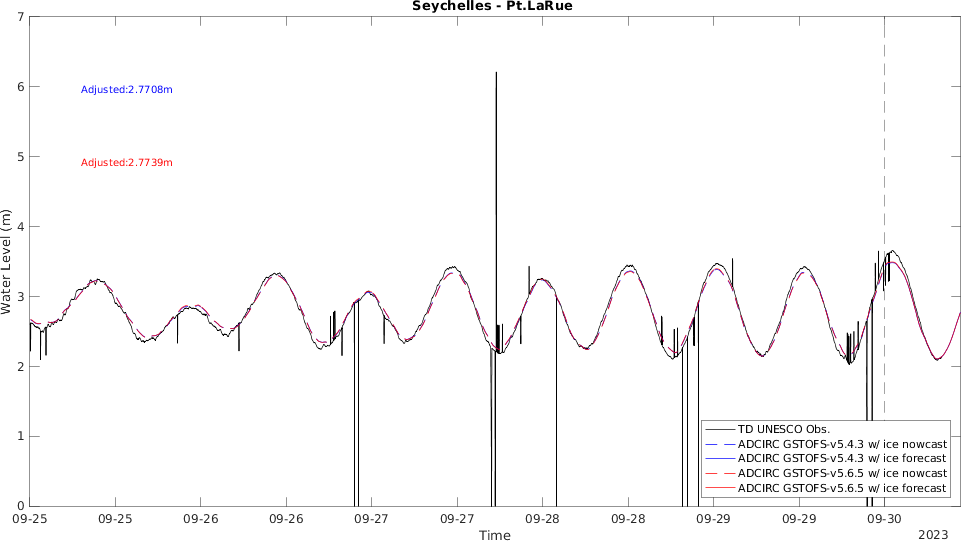 Seychelles - Pt.LaRue
7
6
5
4
3
2
1
0
Water Level (m)
Adjusted:2.7708m
Adjusted:2.7739m
TD UNESCO Obs.
ADCIRC GSTOFS-v5.4.3 w/ ice nowcast
ADCIRC GSTOFS-v5.4.3 w/ ice forecast
ADCIRC GSTOFS-v5.6.5 w/ ice nowcast
ADCIRC GSTOFS-v5.6.5 w/ ice forecast
09-25 09-25 09-26 09-26 09-27 09-27 09-28 09-28 09-29 09-29 09-30
Time
2023